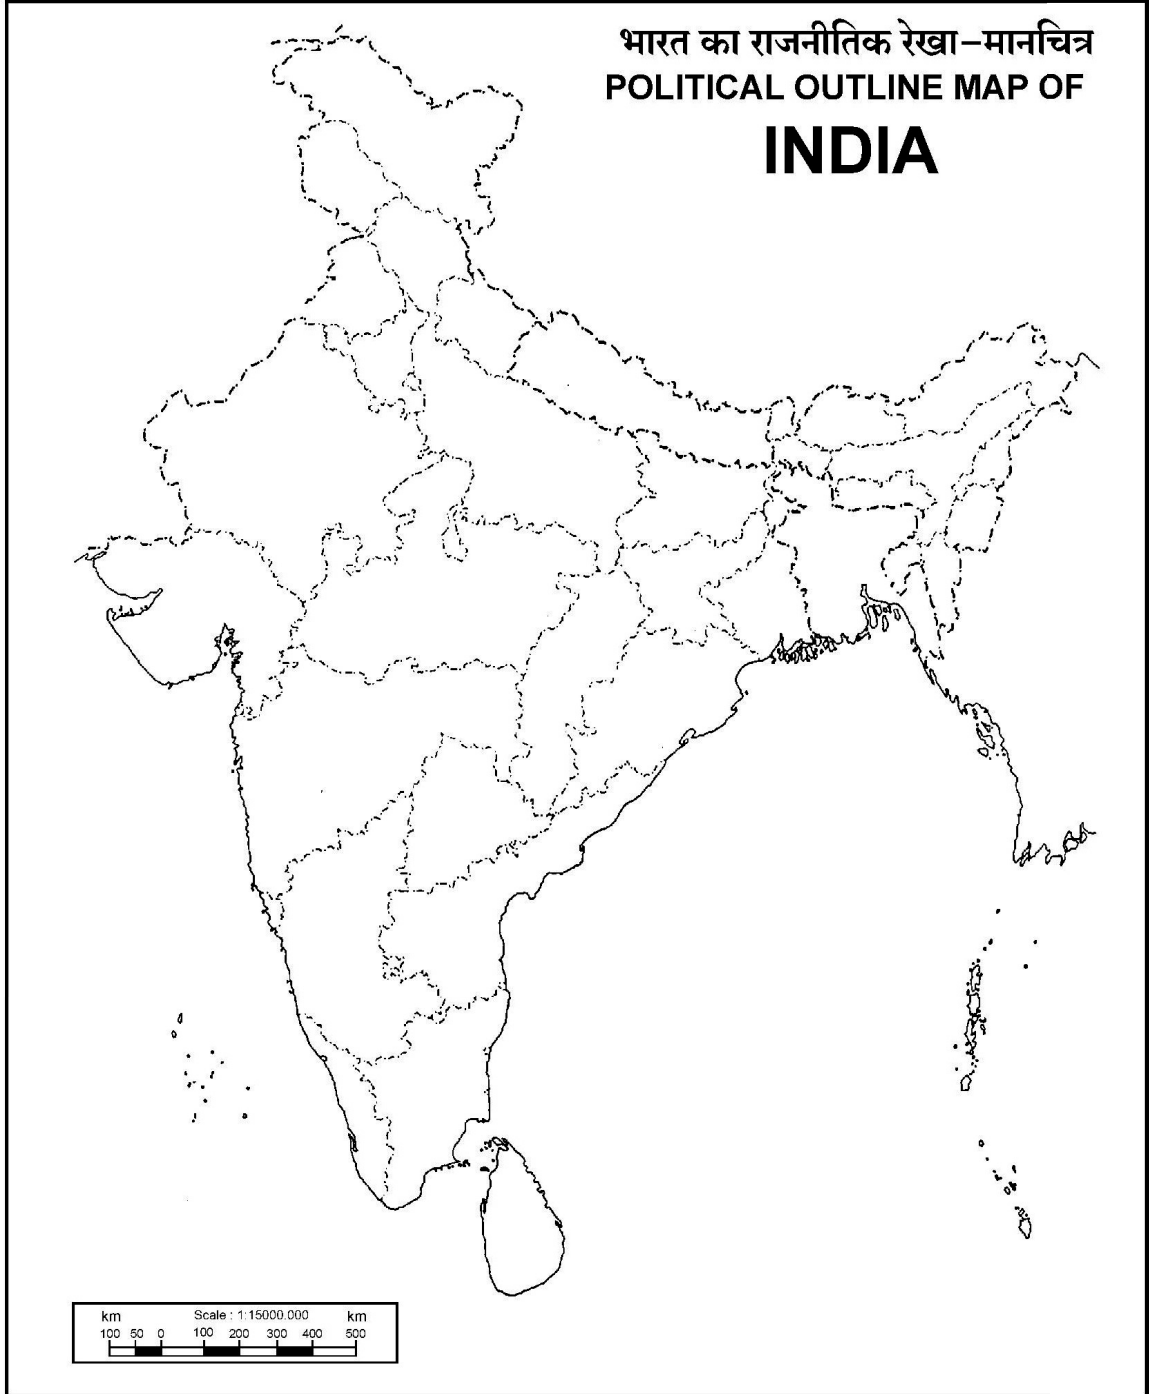 भारत का राजनीतिक रेखा-मानचित्र
POLITICAL OUTLINE MAP OF
INDIA
km Scale : 1:15000.000 km
100 50 0 100 200 300 400 500